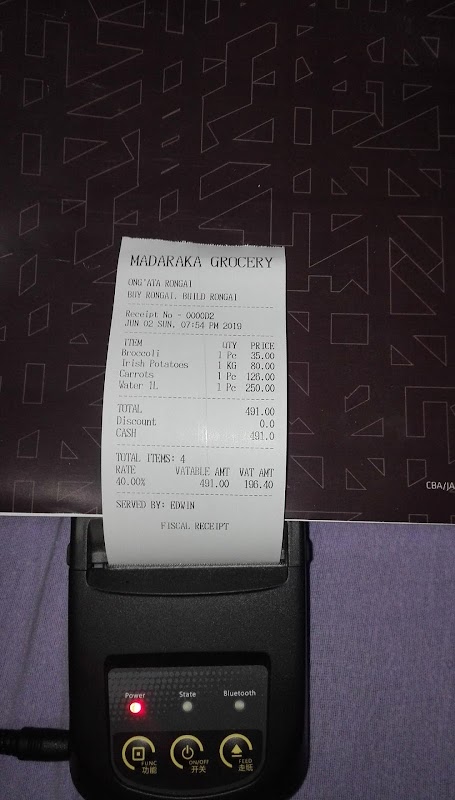 MADARAKA GROCERY
ONG'ATA RONGAI
BUY RONGAI. BUILD RONGAI
Receipt No - 0000D2
JUN 02 SUN, 07:54 PM 2019
ITEM QTY PRICE
Broccoli 1 Pc 35.00
Irish Potatoes 1 KG 80.00
Carrots 1 Pc 126.00
Water 1L 1 Pc 250.00
TOTAL 491.00
Discount 0.0
CASH 491.0
TOTAL ITEMS: 4
RATE VATABLE AMT VAT AMT
40.00% 491.00 196.40
SERVED BY: EDWIN
FISCAL RECEIPT
CBA/JA
Power State Bluetooth
FUNC ON/OFF FEED
功能 开关 走纸